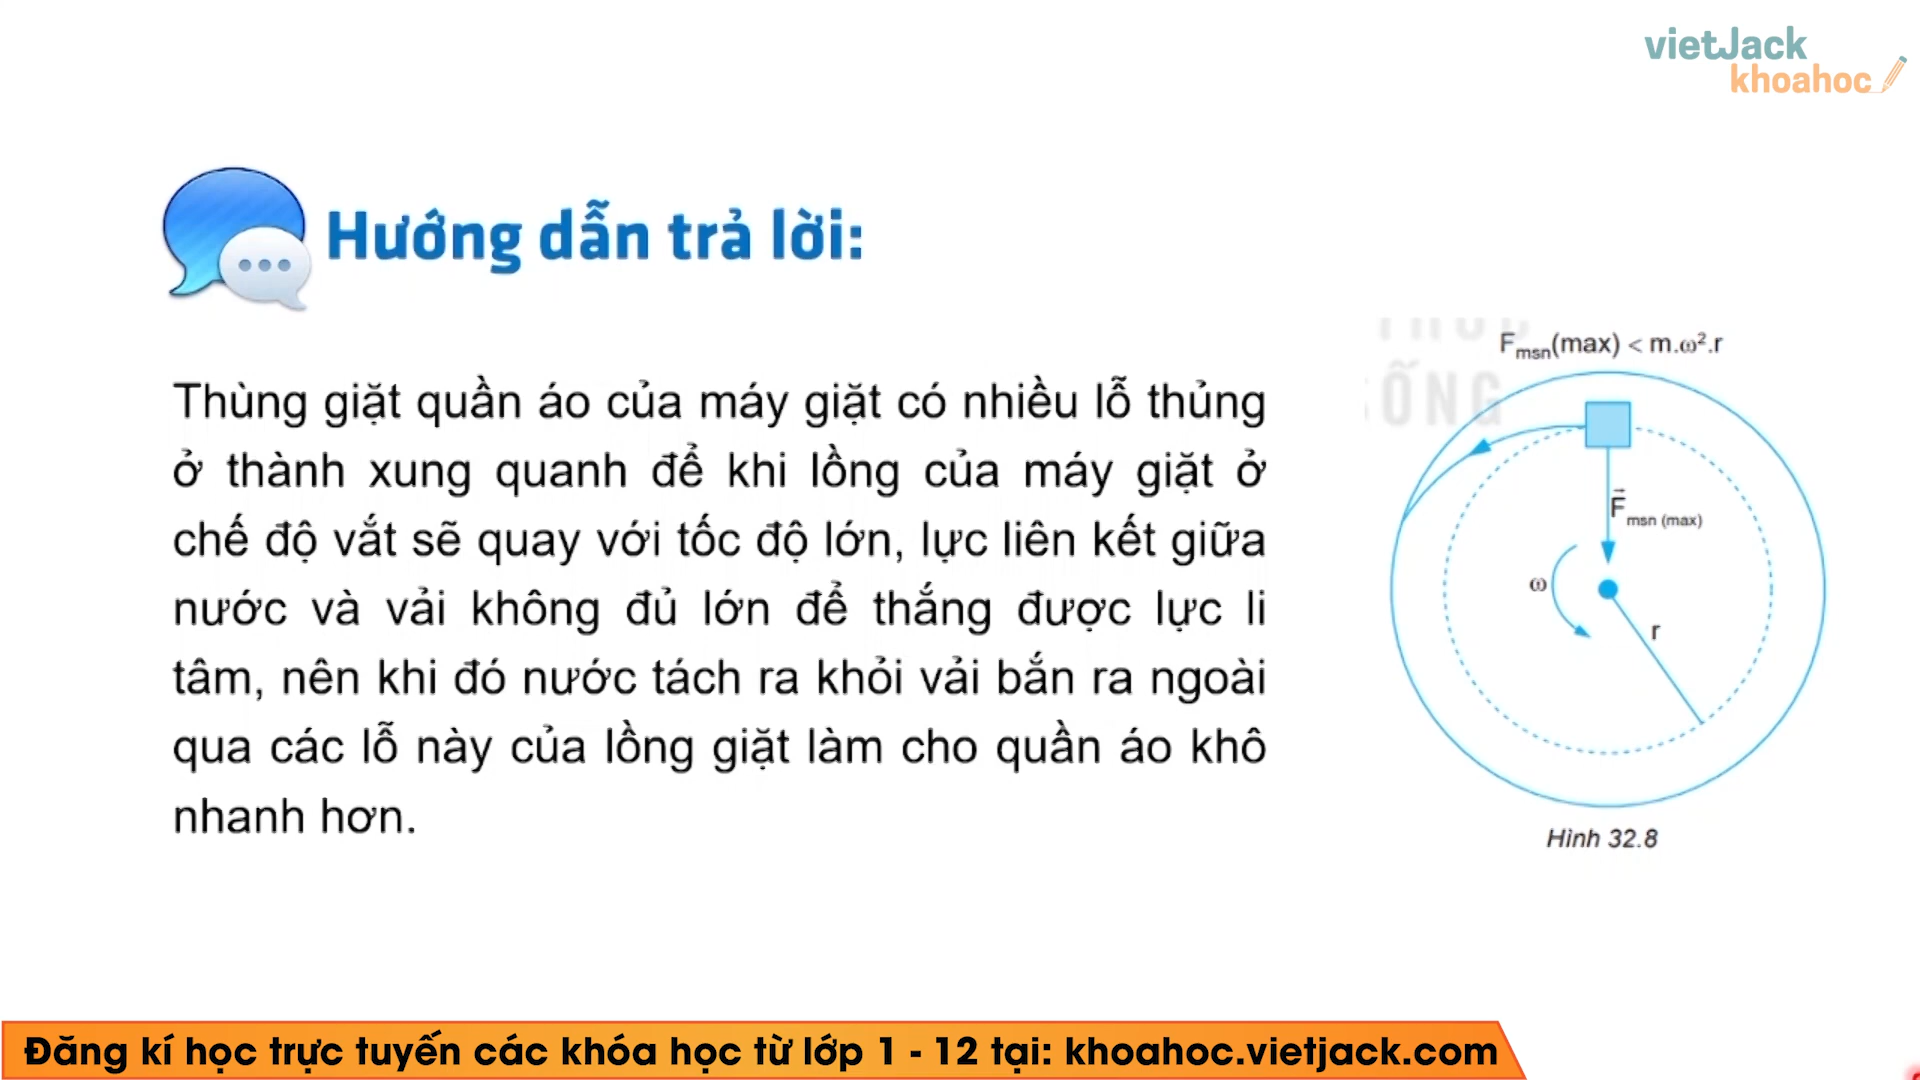 vietJack
khoahoc
Hướng dẫn trả lời:
Thùng giặt quần áo của máy giặt có nhiều lỗ thủng
ở thành xung quanh để khi lồng của máy giặt ở
chế độ vắt sẽ quay với tốc độ lớn, lực liên kết giữa
nước và vải không đủ lớn để thắng được lực li
tâm, nên khi đó nước tách ra khỏi vải bắn ra ngoài
qua các lỗ này của lồng giặt làm cho quần áo khô
nhanh hơn.
F_msn(max) < m.ω².r
ỐNG
F⃗_msn (max)
ω
r
Hình 32.8
Đăng kí học trực tuyến các khóa học từ lớp 1 - 12 tại: khoahoc.vietjack.com